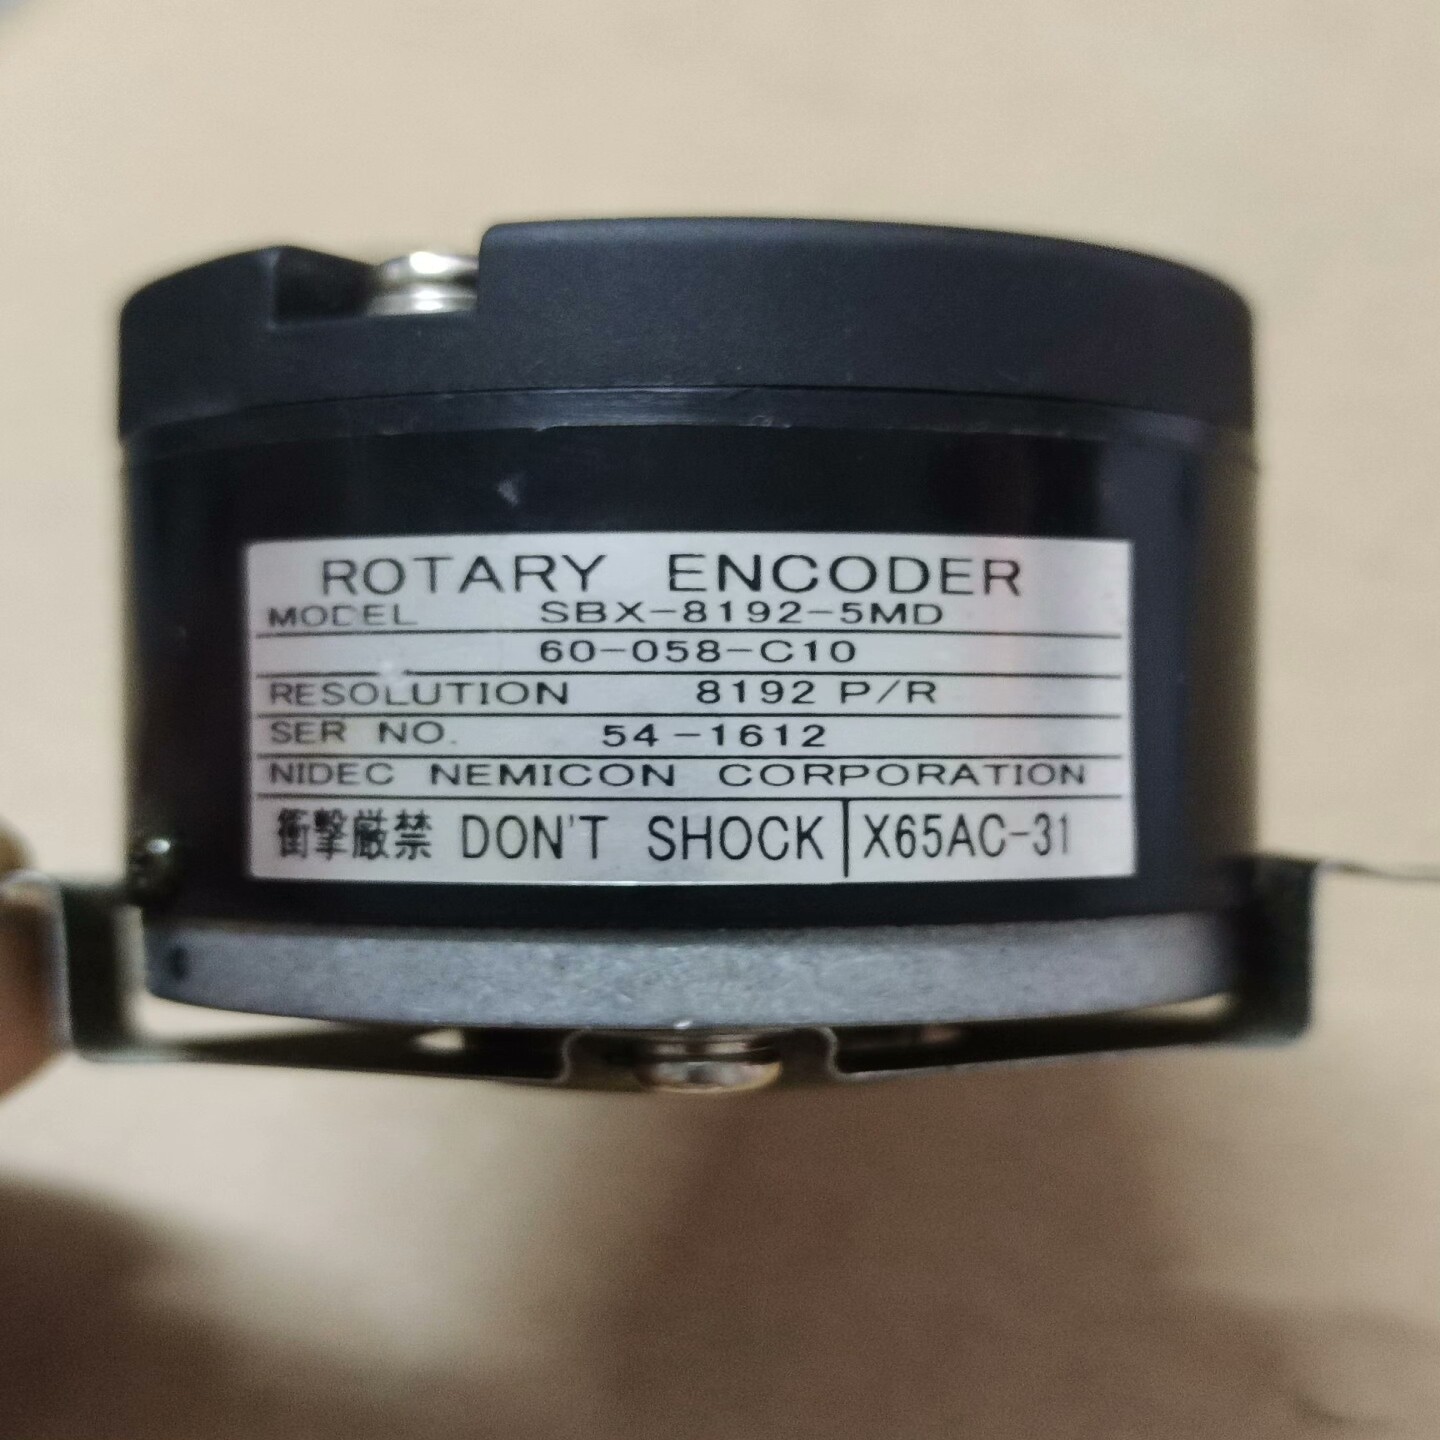 ROTARY ENCODER
MODEL SBX-8192-5MD
60-058-C10
RESOLUTION 8192 P/R
SER NO. 54-1612
NIDEC NEMICON CORPORATION
衝撃厳禁 DON'T SHOCK X65AC-31